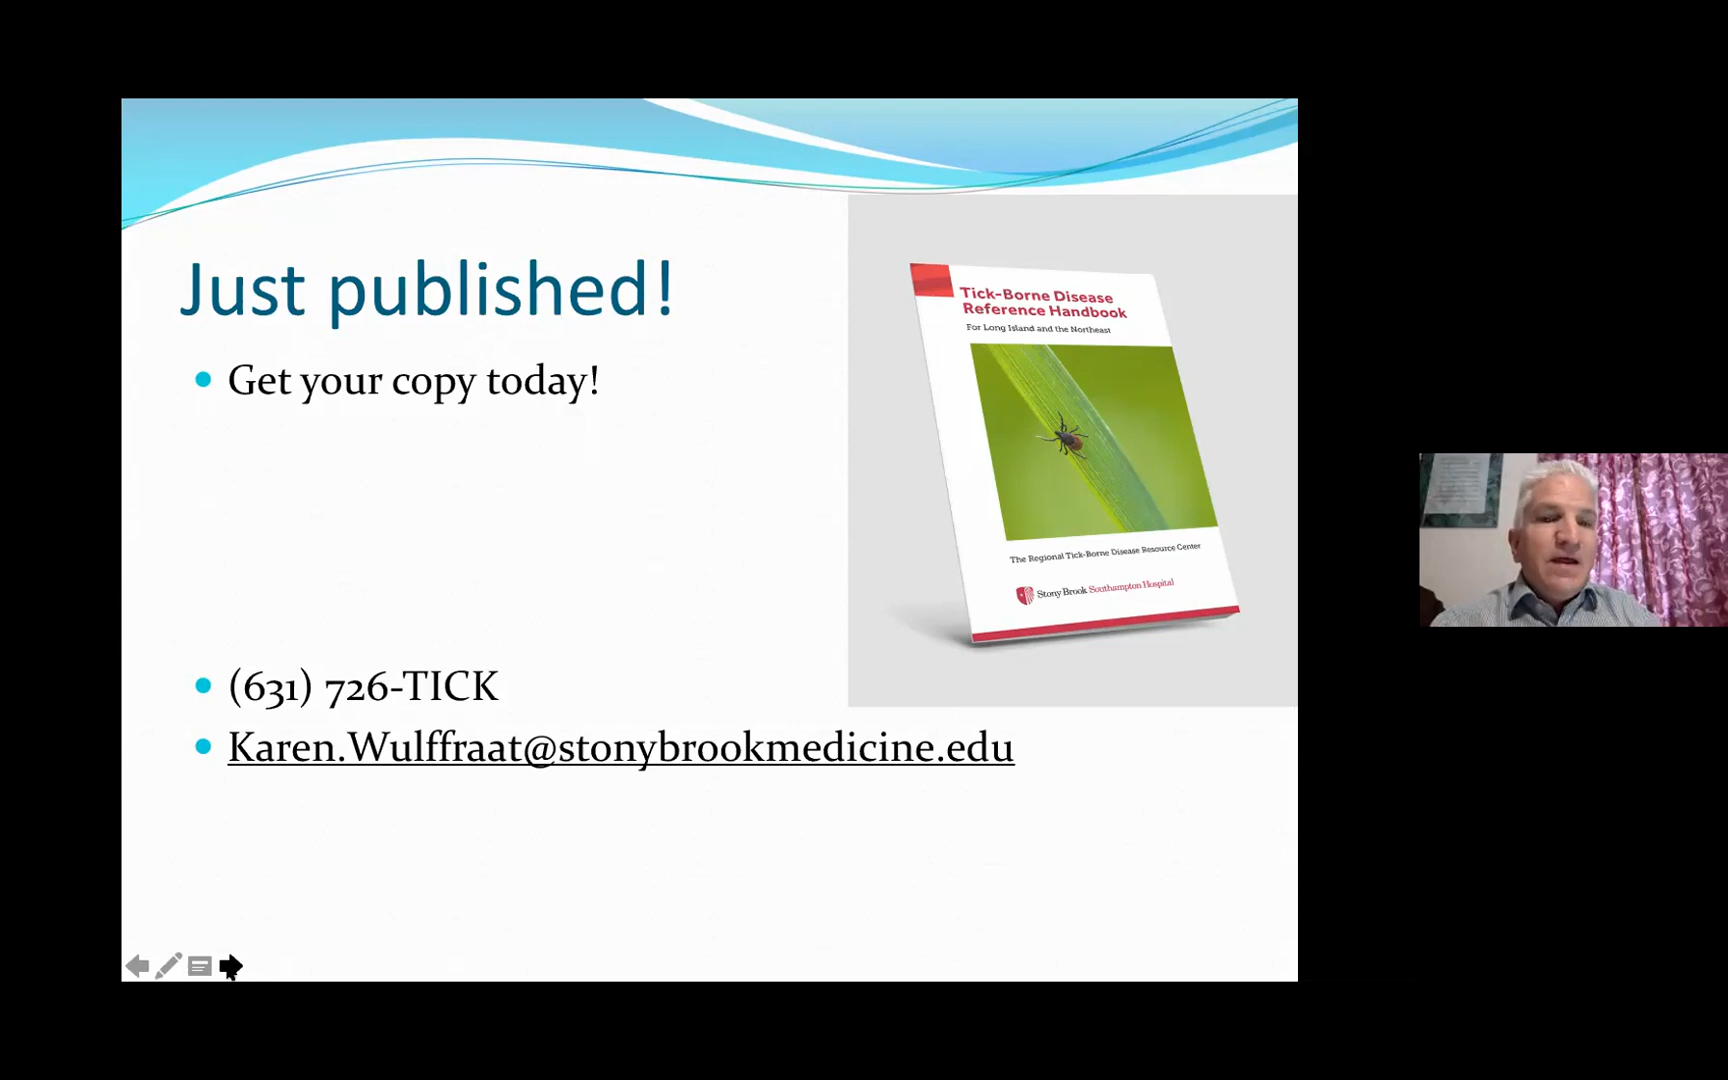 Just published!
Get your copy today!
(631) 726-TICK
Karen.Wulffraat@stonybrookmedicine.edu
Tick-Borne Disease
Reference Handbook
For Long Island and the Northeast
The Regional Tick-Borne Disease Resource Center
Stony Brook Southampton Hospital